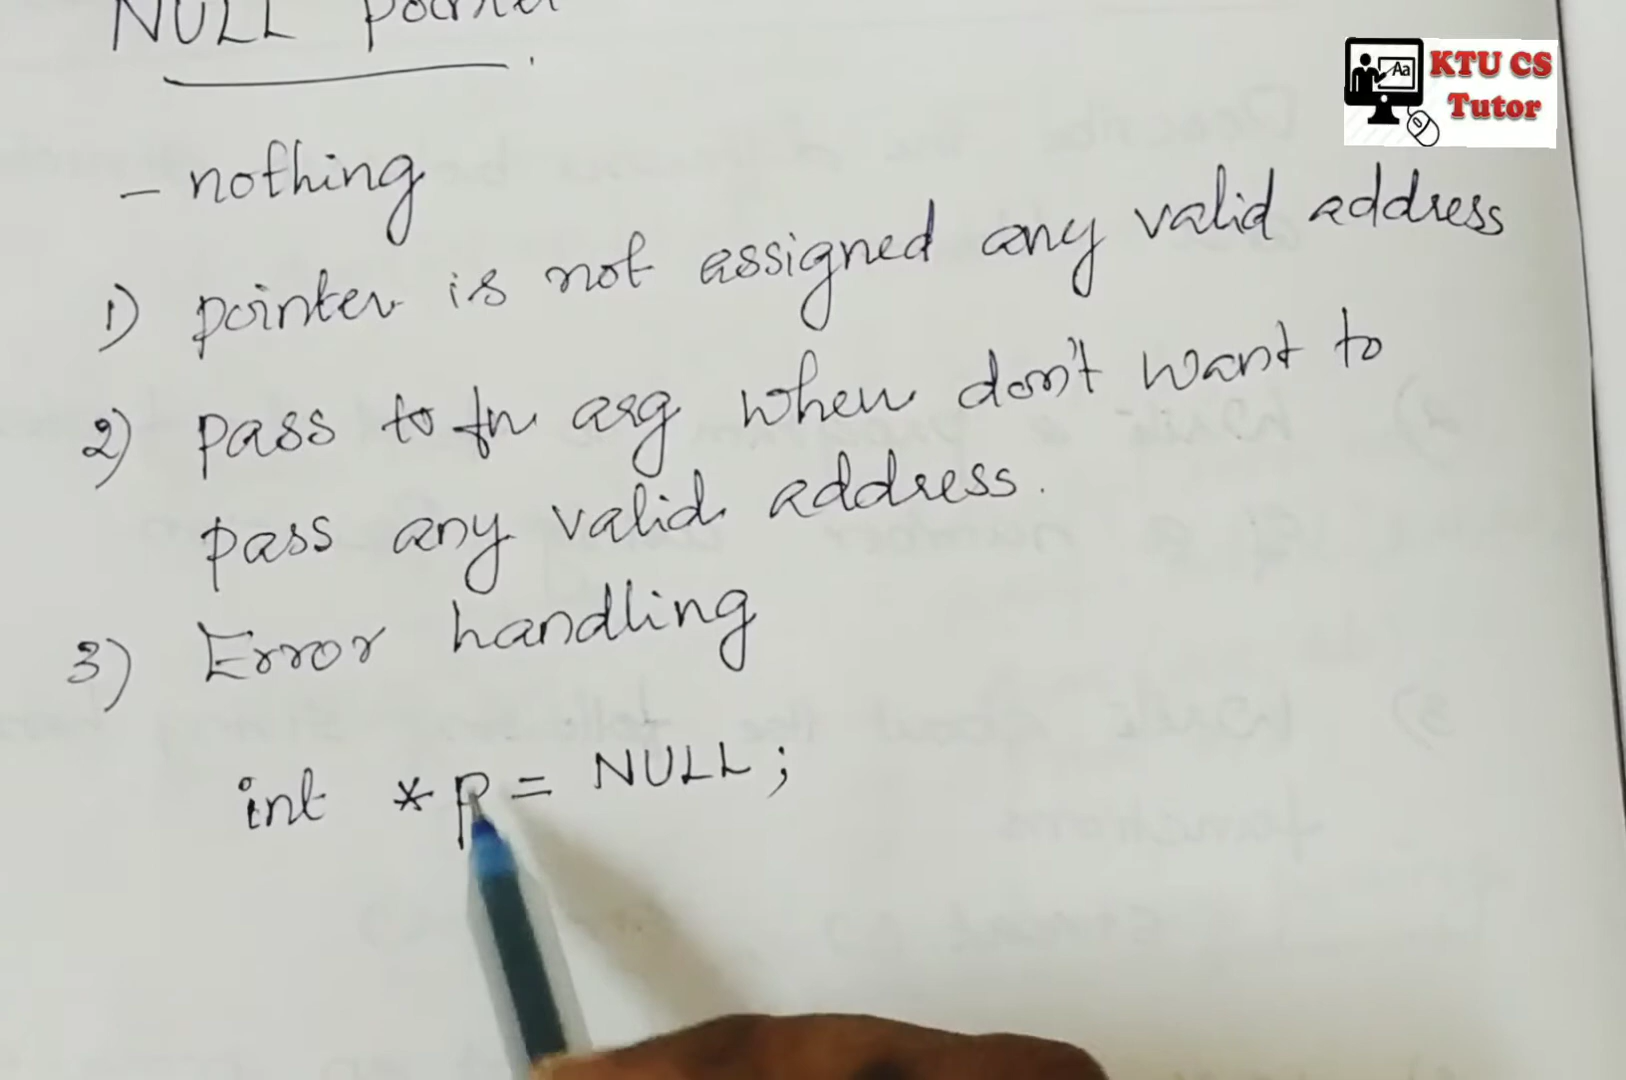 NULL pointer
KTU CS
Tutor
Aa
- nothing
1) pointer is not assigned any valid address
2) pass to fn arg when don't want to
pass any valid address.
3) Error handling
int *p = NULL;